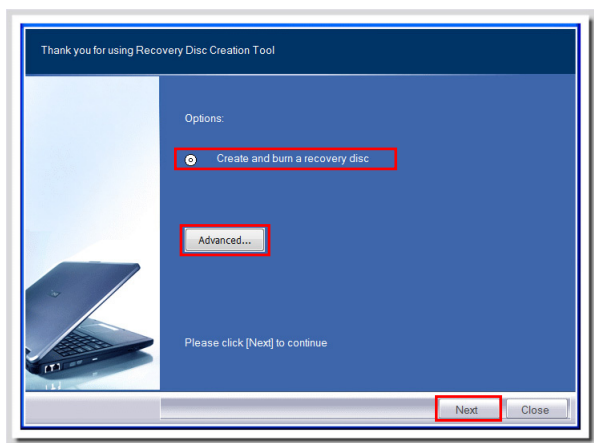 Thank you for using Recovery Disc Creation Tool
Options:
Create and burn a recovery disc
Advanced...
Please click [Next] to continue
Next Close